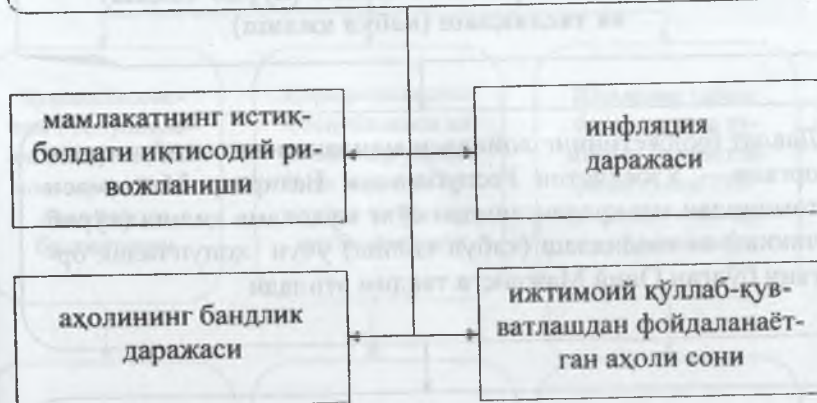 мамлакатнинг истиқ-
болдаги иқтисодий ри-
вожланиши
инфляция
даражаси
аҳолининг бандлик
даражаси
ижтимоий қўллаб-қув-
ватлашдан фойдаланаёт-
ган аҳоли сони